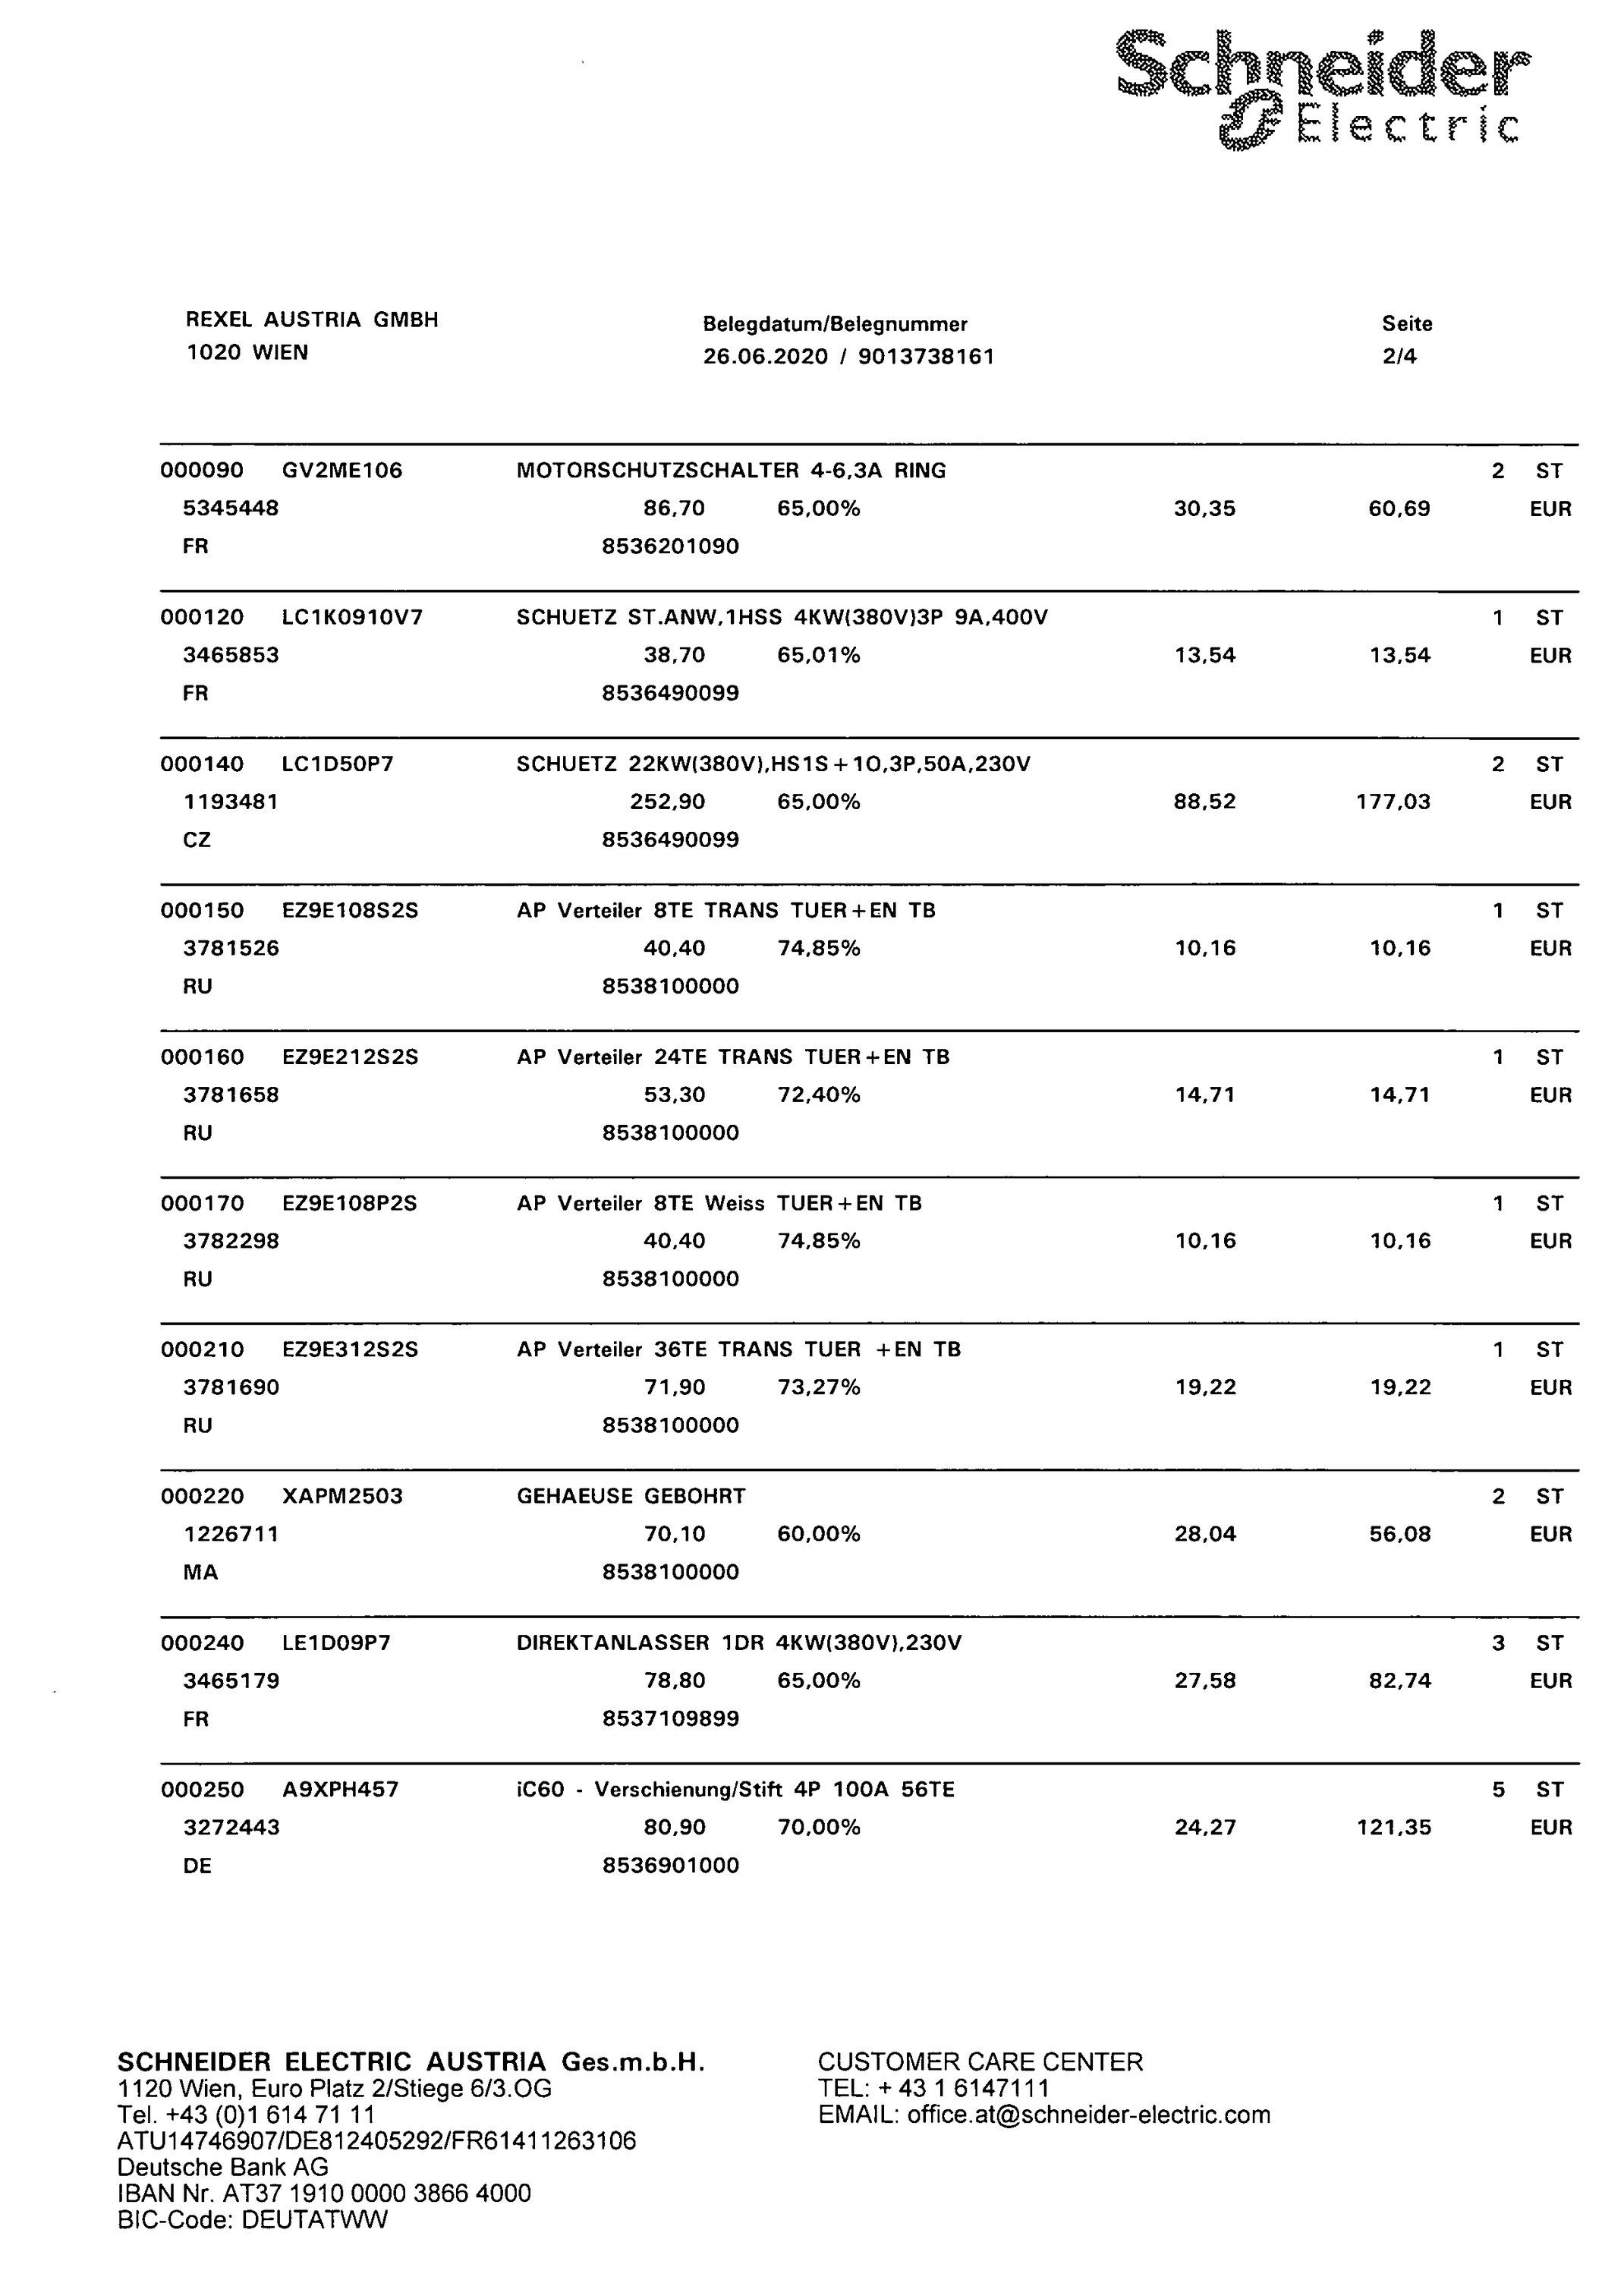 Schneider
Electric
REXEL AUSTRIA GMBH
1020 WIEN
Belegdatum/Belegnummer
26.06.2020 / 9013738161
Seite
2/4
000090 GV2ME106 MOTORSCHUTZSCHALTER 4-6,3A RING 2 ST
5345448 86,70 65,00% 30,35 60,69 EUR
FR 8536201090
000120 LC1K0910V7 SCHUETZ ST.ANW,1HSS 4KW(380V)3P 9A,400V 1 ST
3465853 38,70 65,01% 13,54 13,54 EUR
FR 8536490099
000140 LC1D50P7 SCHUETZ 22KW(380V),HS1S+1O,3P,50A,230V 2 ST
1193481 252,90 65,00% 88,52 177,03 EUR
CZ 8536490099
000150 EZ9E108S2S AP Verteiler 8TE TRANS TUER+EN TB 1 ST
3781526 40,40 74,85% 10,16 10,16 EUR
RU 8538100000
000160 EZ9E212S2S AP Verteiler 24TE TRANS TUER+EN TB 1 ST
3781658 53,30 72,40% 14,71 14,71 EUR
RU 8538100000
000170 EZ9E108P2S AP Verteiler 8TE Weiss TUER+EN TB 1 ST
3782298 40,40 74,85% 10,16 10,16 EUR
RU 8538100000
000210 EZ9E312S2S AP Verteiler 36TE TRANS TUER +EN TB 1 ST
3781690 71,90 73,27% 19,22 19,22 EUR
RU 8538100000
000220 XAPM2503 GEHAEUSE GEBOHRT 2 ST
1226711 70,10 60,00% 28,04 56,08 EUR
MA 8538100000
000240 LE1D09P7 DIREKTANLASSER 1DR 4KW(380V),230V 3 ST
3465179 78,80 65,00% 27,58 82,74 EUR
FR 8537109899
000250 A9XPH457 iC60 - Verschienung/Stift 4P 100A 56TE 5 ST
3272443 80,90 70,00% 24,27 121,35 EUR
DE 8536901000
SCHNEIDER ELECTRIC AUSTRIA Ges.m.b.H.
1120 Wien, Euro Platz 2/Stiege 6/3.OG
Tel. +43 (0)1 614 71 11
ATU14746907/DE812405292/FR61411263106
Deutsche Bank AG
IBAN Nr. AT37 1910 0000 3866 4000
BIC-Code: DEUTATWW
CUSTOMER CARE CENTER
TEL: + 43 1 6147111
EMAIL: office.at@schneider-electric.com